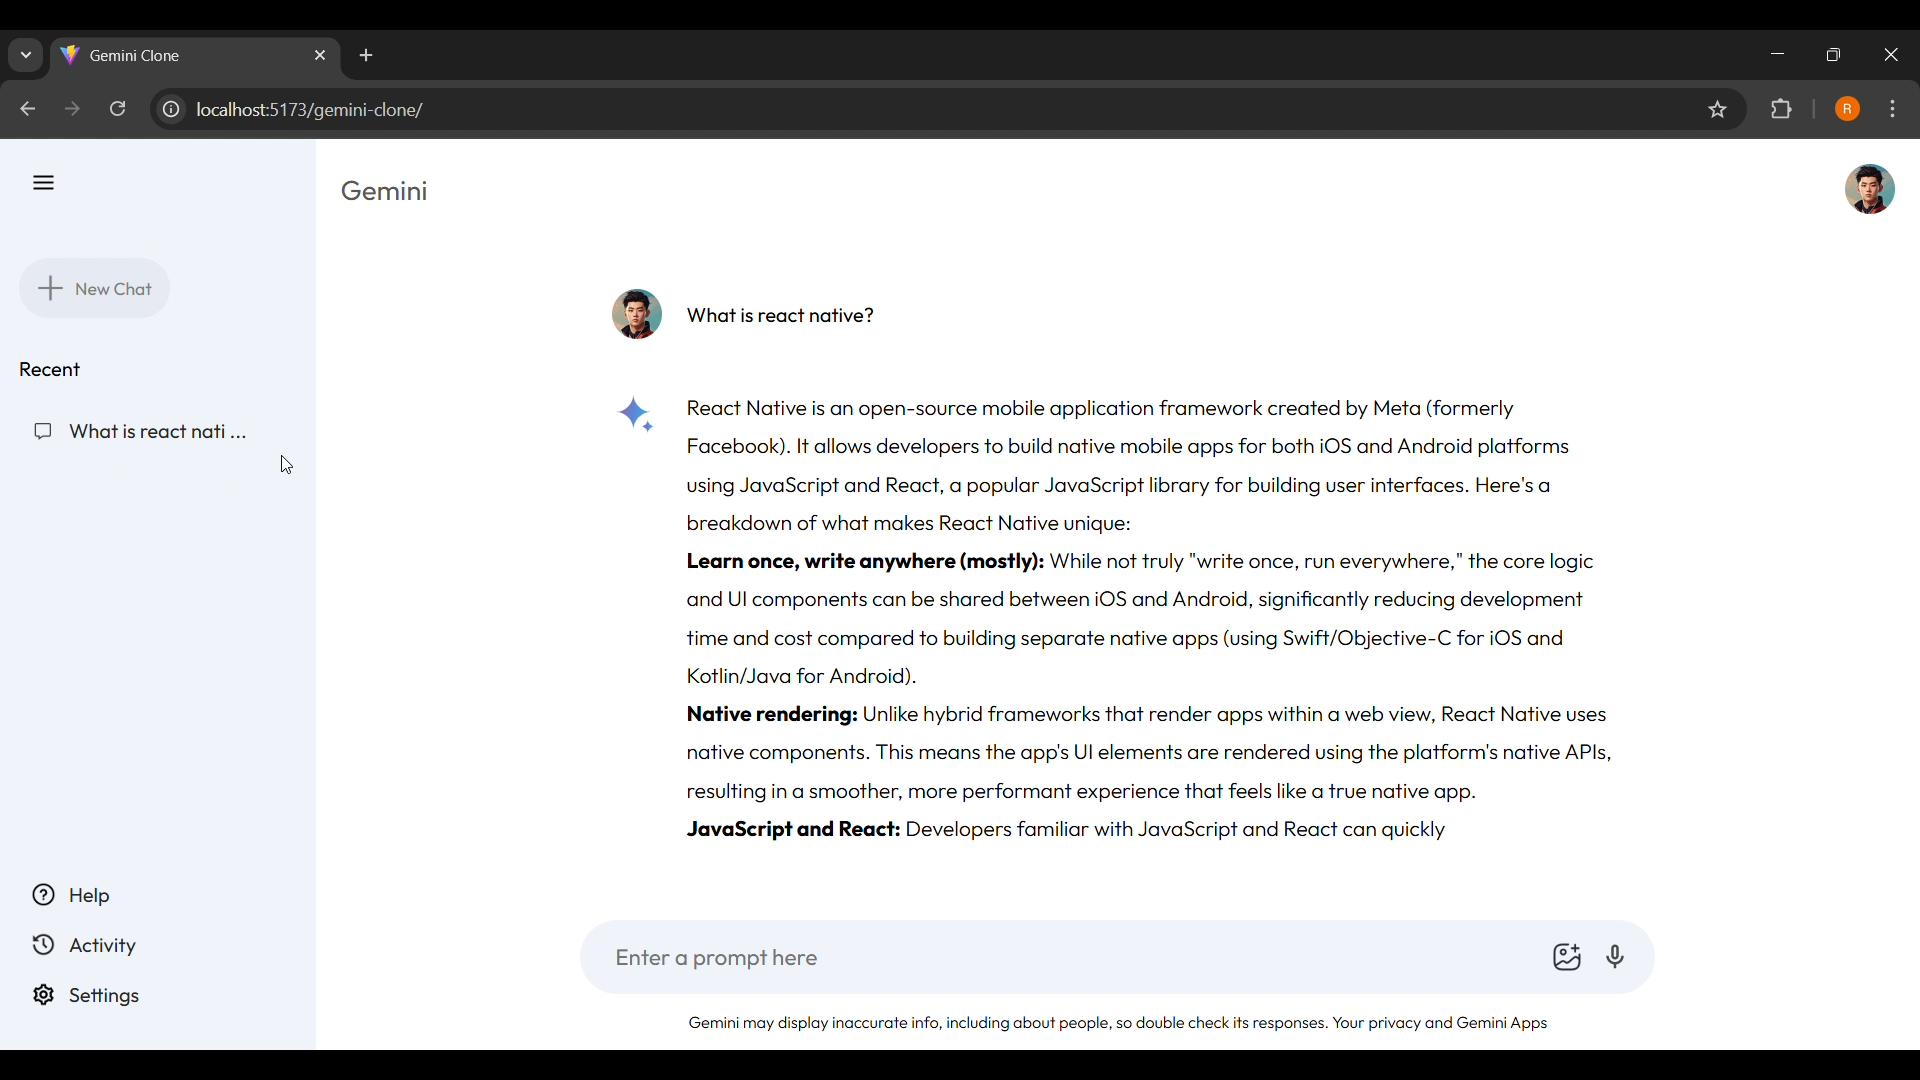 Gemini Clone
localhost:5173/gemini-clone/
R
Gemini
New Chat
Recent
What is react nati ...
Help
Activity
Settings
What is react native?
React Native is an open-source mobile application framework created by Meta (formerly
Facebook). It allows developers to build native mobile apps for both iOS and Android platforms
using JavaScript and React, a popular JavaScript library for building user interfaces. Here's a
breakdown of what makes React Native unique:
Learn once, write anywhere (mostly): While not truly "write once, run everywhere," the core logic
and UI components can be shared between iOS and Android, significantly reducing development
time and cost compared to building separate native apps (using Swift/Objective-C for iOS and
Kotlin/Java for Android).
Native rendering: Unlike hybrid frameworks that render apps within a web view, React Native uses
native components. This means the app's UI elements are rendered using the platform's native APIs,
resulting in a smoother, more performant experience that feels like a true native app.
JavaScript and React: Developers familiar with JavaScript and React can quickly
Enter a prompt here
Gemini may display inaccurate info, including about people, so double check its responses. Your privacy and Gemini Apps